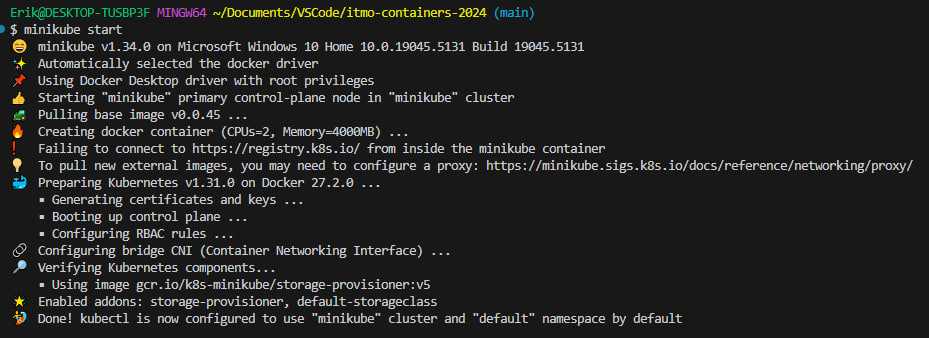 Erik@DESKTOP-TUSBP3F MINGW64 ~/Documents/VSCode/itmo-containers-2024 (main)
$ minikube start
😄 minikube v1.34.0 on Microsoft Windows 10 Home 10.0.19045.5131 Build 19045.5131
✨ Automatically selected the docker driver
📌 Using Docker Desktop driver with root privileges
👍 Starting "minikube" primary control-plane node in "minikube" cluster
🚜 Pulling base image v0.0.45 ...
🔥 Creating docker container (CPUs=2, Memory=4000MB) ...
❗ Failing to connect to https://registry.k8s.io/ from inside the minikube container
💡 To pull new external images, you may need to configure a proxy: https://minikube.sigs.k8s.io/docs/reference/networking/proxy/
🐳 Preparing Kubernetes v1.31.0 on Docker 27.2.0 ...
▪ Generating certificates and keys ...
▪ Booting up control plane ...
▪ Configuring RBAC rules ...
🔗 Configuring bridge CNI (Container Networking Interface) ...
🔎 Verifying Kubernetes components...
▪ Using image gcr.io/k8s-minikube/storage-provisioner:v5
🌟 Enabled addons: storage-provisioner, default-storageclass
🏄 Done! kubectl is now configured to use "minikube" cluster and "default" namespace by default